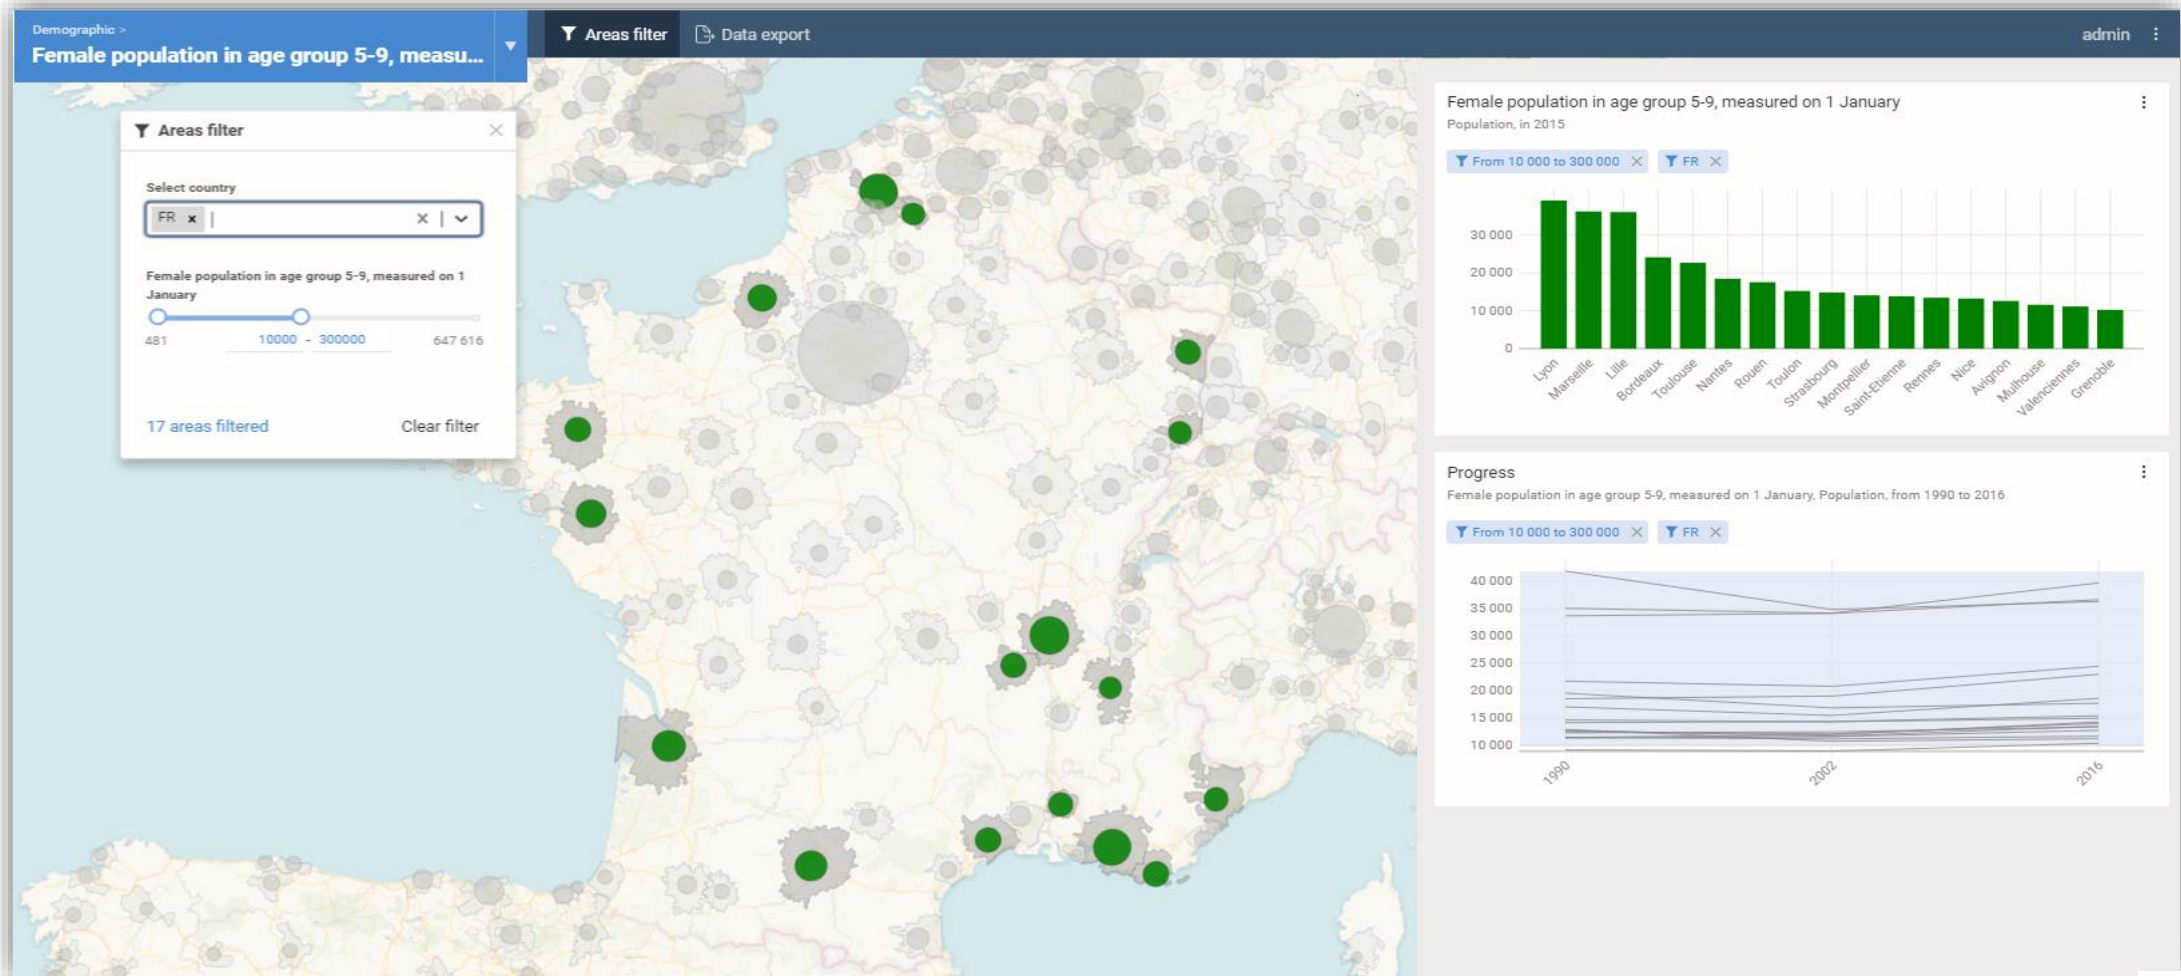 Demographic >
Female population in age group 5-9, measu...
Areas filter
Data export
admin
Areas filter
Select country
FR
Female population in age group 5-9, measured on 1
January
481
10000 - 300000
647 616
17 areas filtered
Clear filter
Female population in age group 5-9, measured on 1 January
Population, in 2015
From 10 000 to 300 000
FR
30 000
20 000
10 000
0
Lyon
Marseille
Lille
Bordeaux
Toulouse
Nantes
Rouen
Toulon
Strasbourg
Montpellier
Saint-Etienne
Rennes
Nice
Avignon
Mulhouse
Valenciennes
Grenoble
Progress
Female population in age group 5-9, measured on 1 January, Population, from 1990 to 2016
From 10 000 to 300 000
FR
40 000
35 000
30 000
25 000
20 000
15 000
10 000
1990
2002
2016